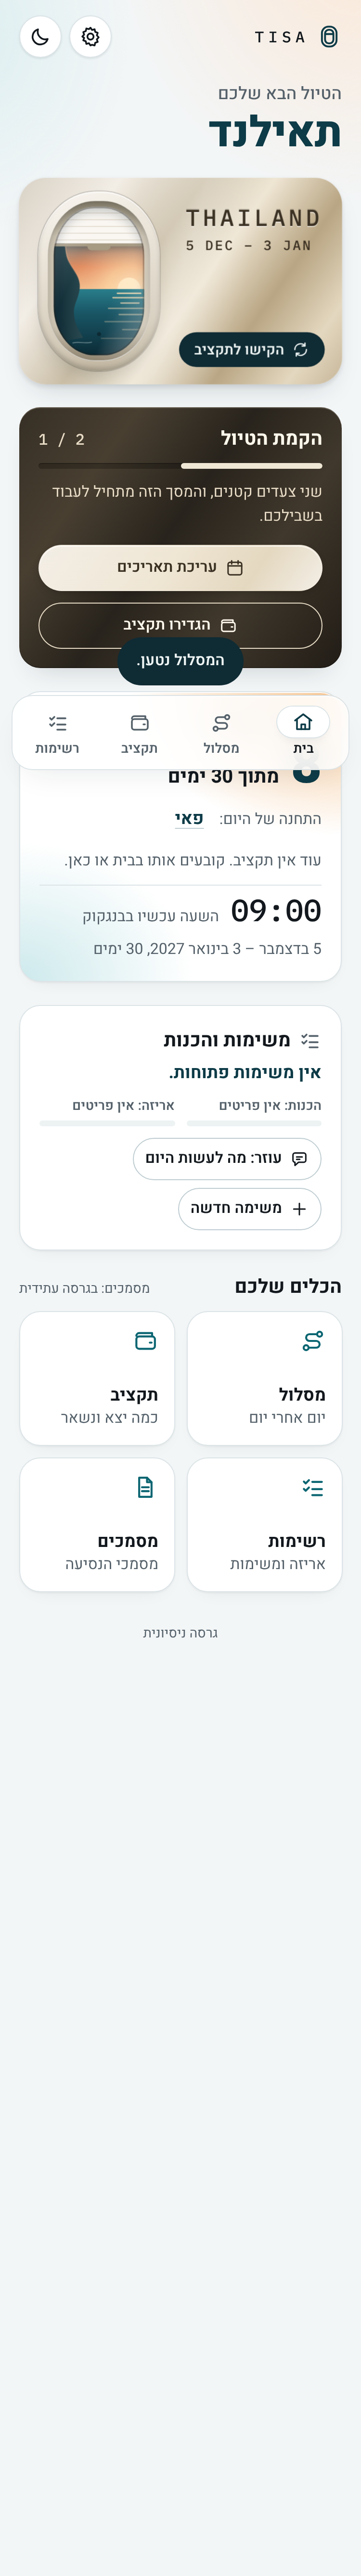 TISA
הטיול הבא שלכם
תאילנד
THAILAND
5 DEC – 3 JAN
הקישו לתקציב
הקמת הטיול
1 / 2
שני צעדים קטנים, והמסך הזה מתחיל לעבוד
בשבילכם.
עריכת תאריכים
הגדירו תקציב
המסלול נטען.
בית
מסלול
תקציב
רשימות
מתוך 30 ימים
התחנה של היום: פאי
עוד אין תקציב. קובעים אותו בבית או כאן.
09:00 השעה עכשיו בבנגקוק
5 בדצמבר – 3 בינואר 2027, 30 ימים
משימות והכנות
אין משימות פתוחות.
הכנות: אין פריטים
אריזה: אין פריטים
עוזר: מה לעשות היום
משימה חדשה
הכלים שלכם
מסמכים: בגרסה עתידית
מסלול
יום אחרי יום
תקציב
כמה יצא ונשאר
רשימות
אריזה ומשימות
מסמכים
מסמכי הנסיעה
גרסה ניסיונית